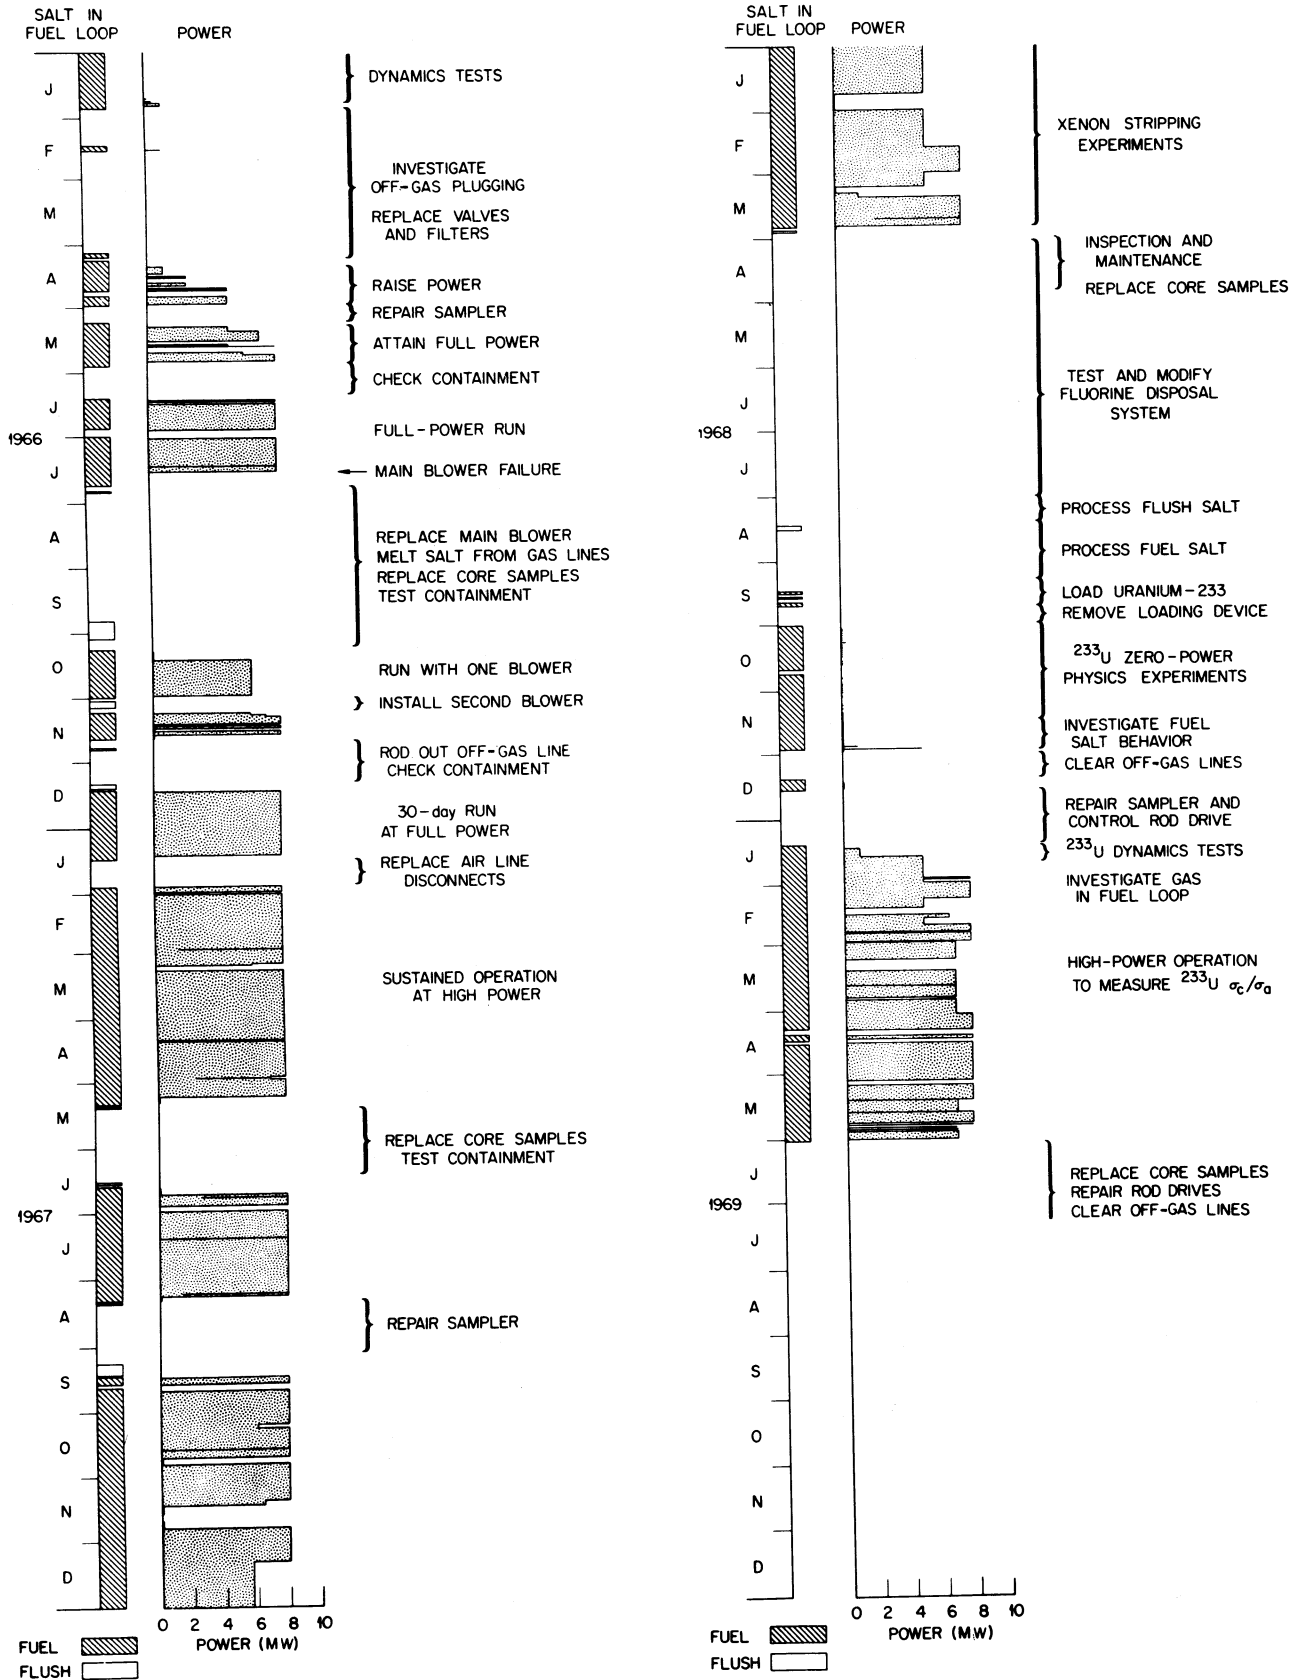 SALT IN
FUEL LOOP
POWER
J
DYNAMICS TESTS
F
INVESTIGATE
OFF-GAS PLUGGING
M
REPLACE VALVES
AND FILTERS
A
RAISE POWER
REPAIR SAMPLER
M
ATTAIN FULL POWER
CHECK CONTAINMENT
J
FULL-POWER RUN
1966
J
MAIN BLOWER FAILURE
A
REPLACE MAIN BLOWER
MELT SALT FROM GAS LINES
REPLACE CORE SAMPLES
TEST CONTAINMENT
S
O
RUN WITH ONE BLOWER
INSTALL SECOND BLOWER
N
ROD OUT OFF-GAS LINE
CHECK CONTAINMENT
D
30-day RUN
AT FULL POWER
J
REPLACE AIR LINE
DISCONNECTS
F
SUSTAINED OPERATION
AT HIGH POWER
M
A
M
REPLACE CORE SAMPLES
TEST CONTAINMENT
J
1967
J
A
REPAIR SAMPLER
S
O
N
D
0 2 4 6 8 10
POWER (MW)
FUEL
FLUSH
SALT IN
FUEL LOOP
POWER
J
F
XENON STRIPPING
EXPERIMENTS
M
A
INSPECTION AND
MAINTENANCE
REPLACE CORE SAMPLES
M
TEST AND MODIFY
FLUORINE DISPOSAL
SYSTEM
J
1968
J
PROCESS FLUSH SALT
A
PROCESS FUEL SALT
S
LOAD URANIUM-233
REMOVE LOADING DEVICE
O
²³³U ZERO-POWER
PHYSICS EXPERIMENTS
N
INVESTIGATE FUEL
SALT BEHAVIOR
CLEAR OFF-GAS LINES
D
REPAIR SAMPLER AND
CONTROL ROD DRIVE
J
²³³U DYNAMICS TESTS
INVESTIGATE GAS
IN FUEL LOOP
F
M
HIGH-POWER OPERATION
TO MEASURE ²³³U σc/σa
A
M
J
REPLACE CORE SAMPLES
REPAIR ROD DRIVES
CLEAR OFF-GAS LINES
1969
J
A
S
O
N
D
0 2 4 6 8 10
POWER (MW)
FUEL
FLUSH